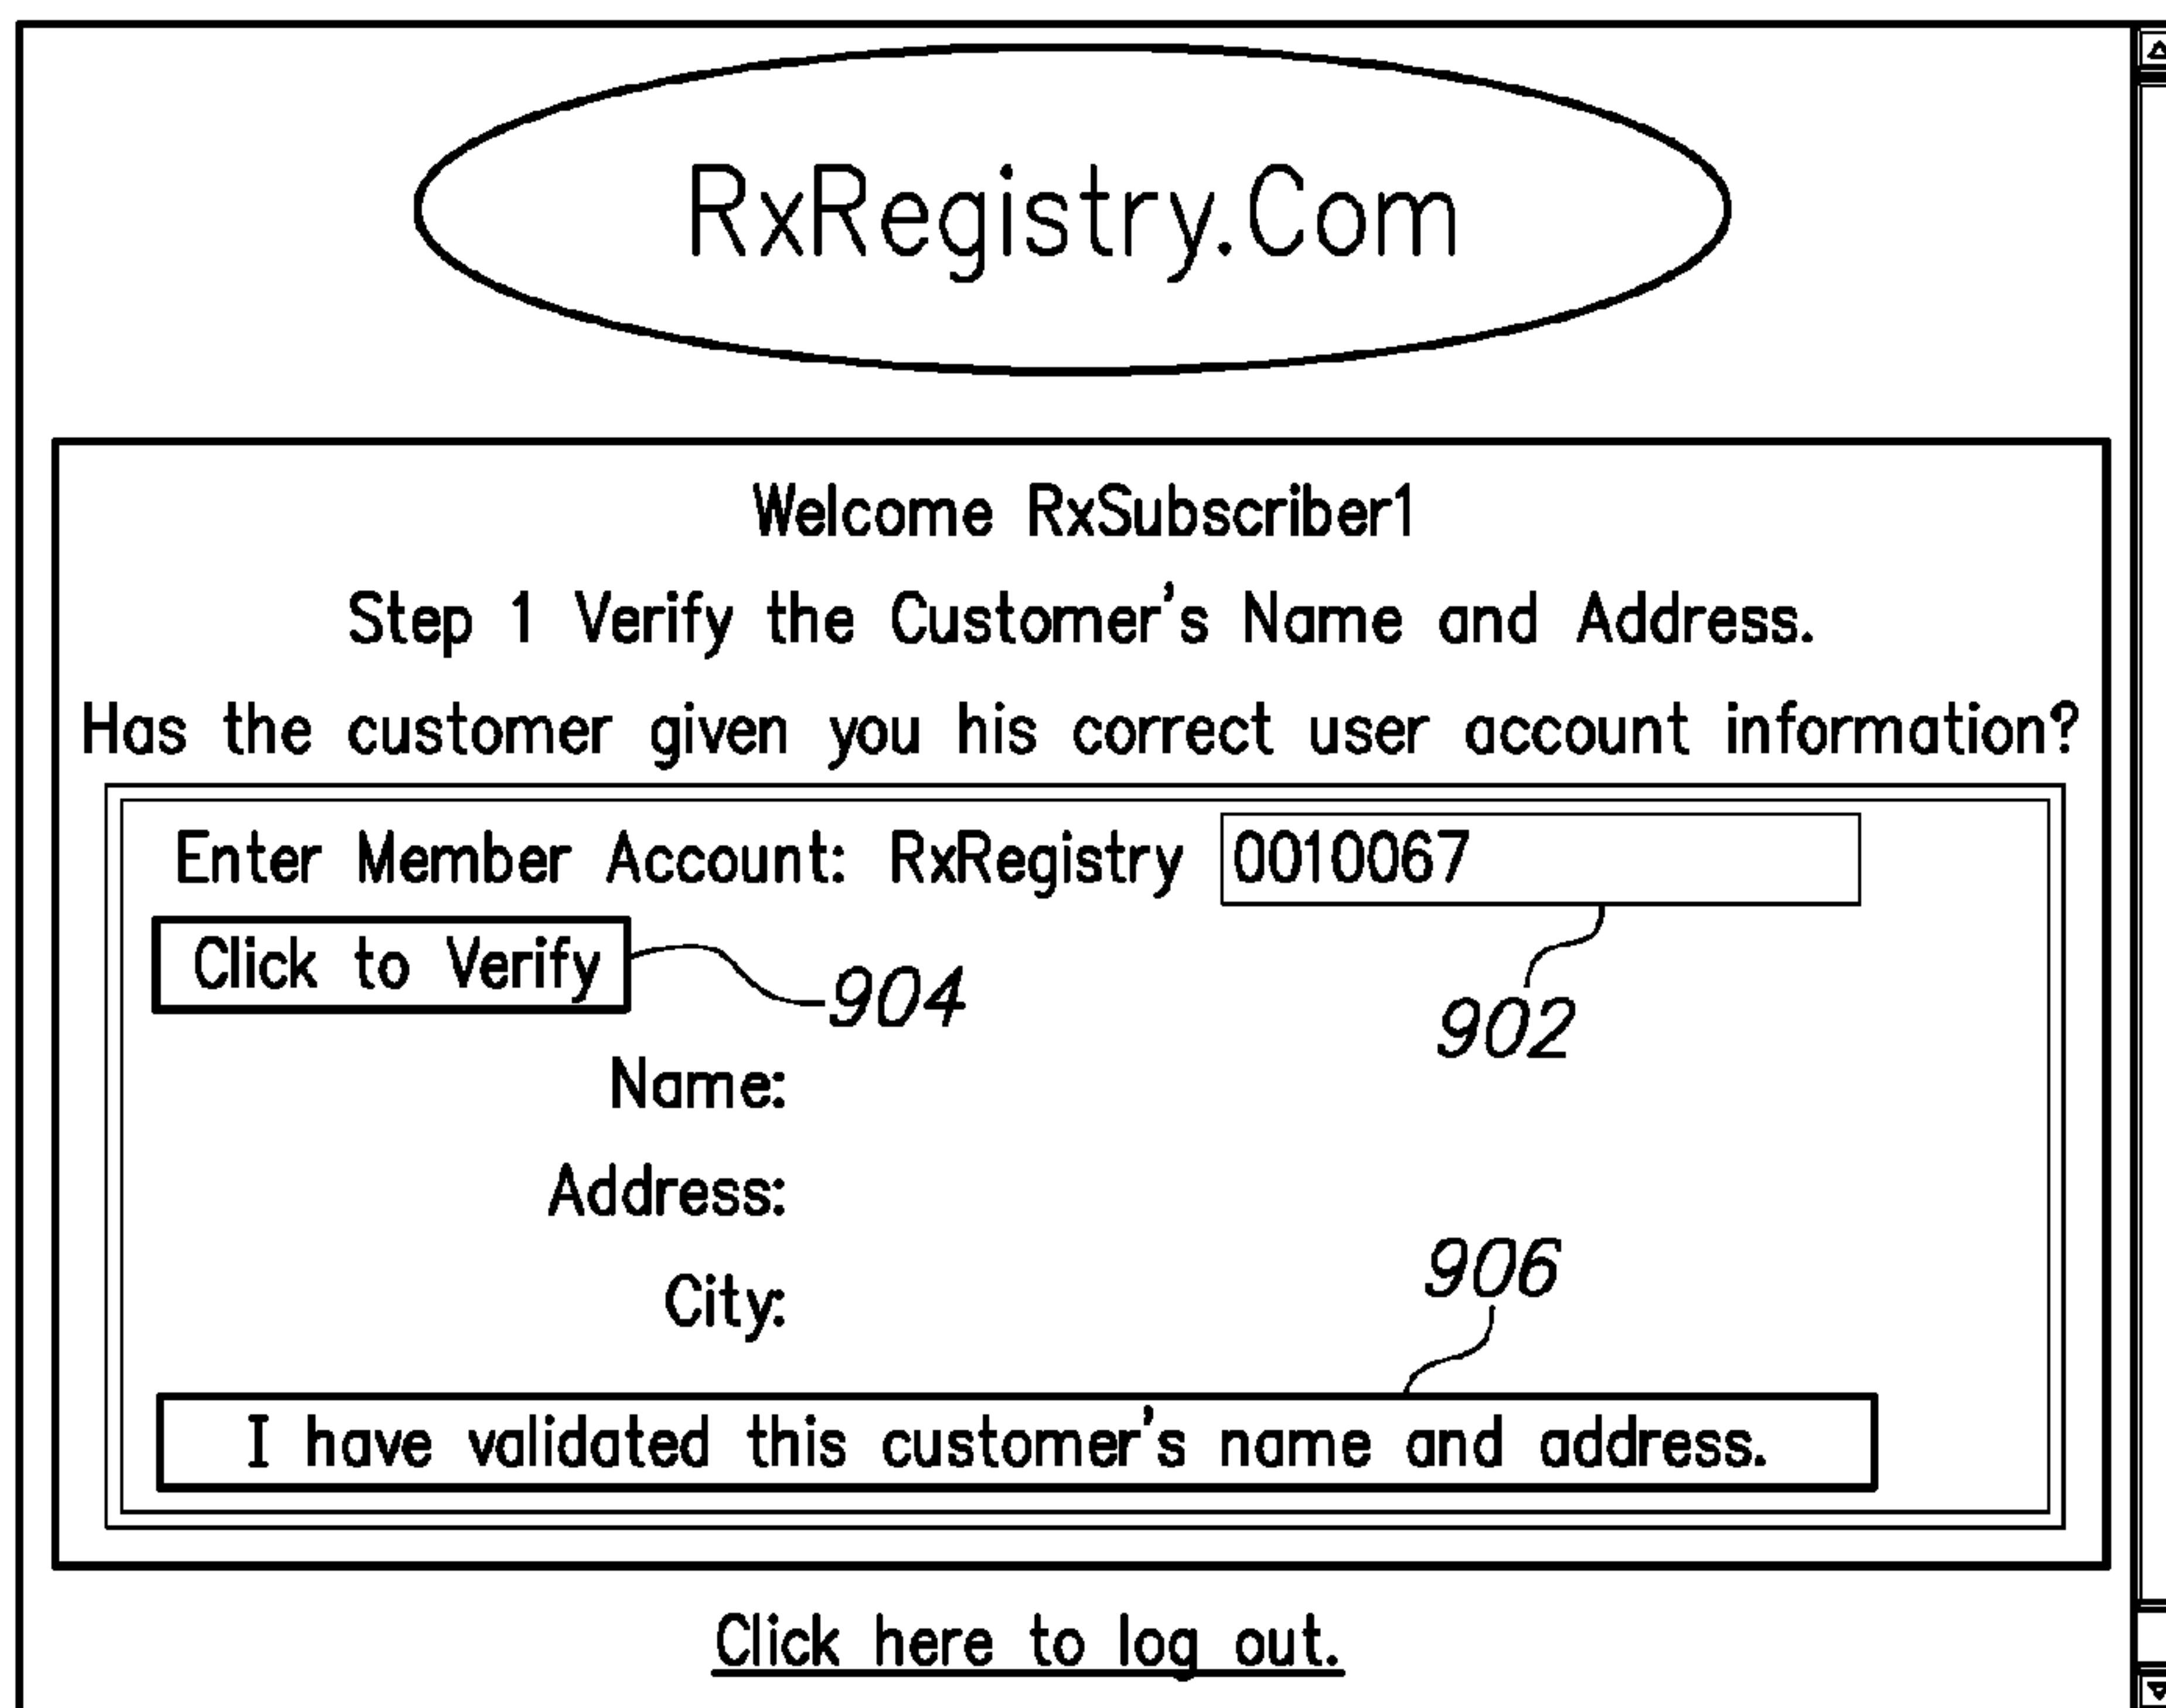 RxRegistry.Com
Welcome RxSubscriber1
Step 1 Verify the Customer's Name and Address.
Has the customer given you his correct user account information?
Enter Member Account: RxRegistry 0010067
Click to Verify
904
902
Name:
Address:
906
City:
I have validated this customer's name and address.
Click here to log out.